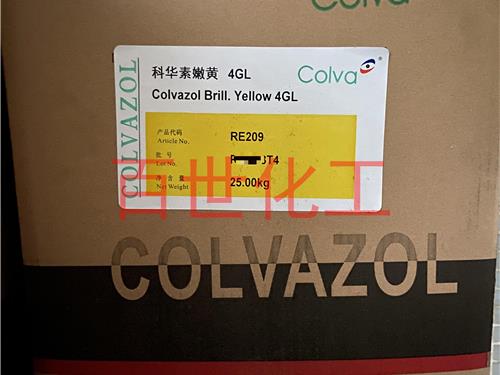 Colva
COLVAZOL
科华素嫩黄 4GL
Colva
Colvazol Brill. Yellow 4GL
产品代码
Article No.
RE209
批 号
Lot No.
净 含 量
Net Weight
25.00kg
百世化工
COLVAZOL